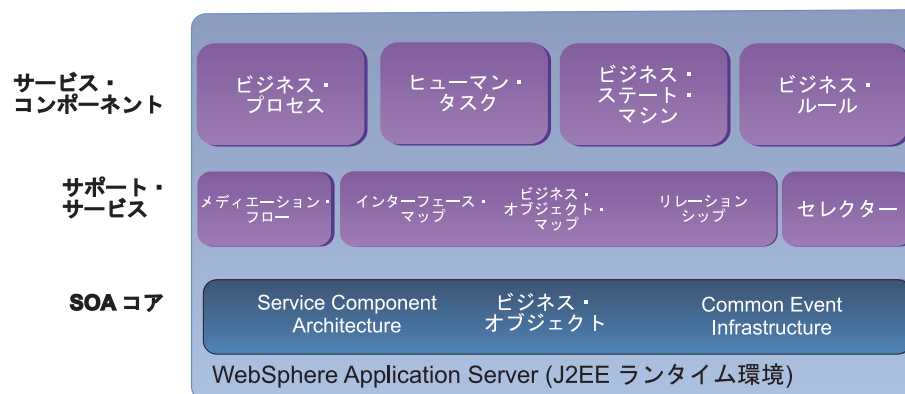 サービス・
コンポーネント
ビジネス・
プロセス
ヒューマン・
タスク
ビジネス・
ステート・
マシン
ビジネス・
ルール
サポート・
サービス
メディエーション・
フロー
インターフェース・
マップ
ビジネス・
オブジェクト・
マップ
リレーション
シップ
セレクター
SOA コア
Service Component
Architecture
ビジネス・
オブジェクト
Common Event
Infrastructure
WebSphere Application Server (J2EE ランタイム環境)